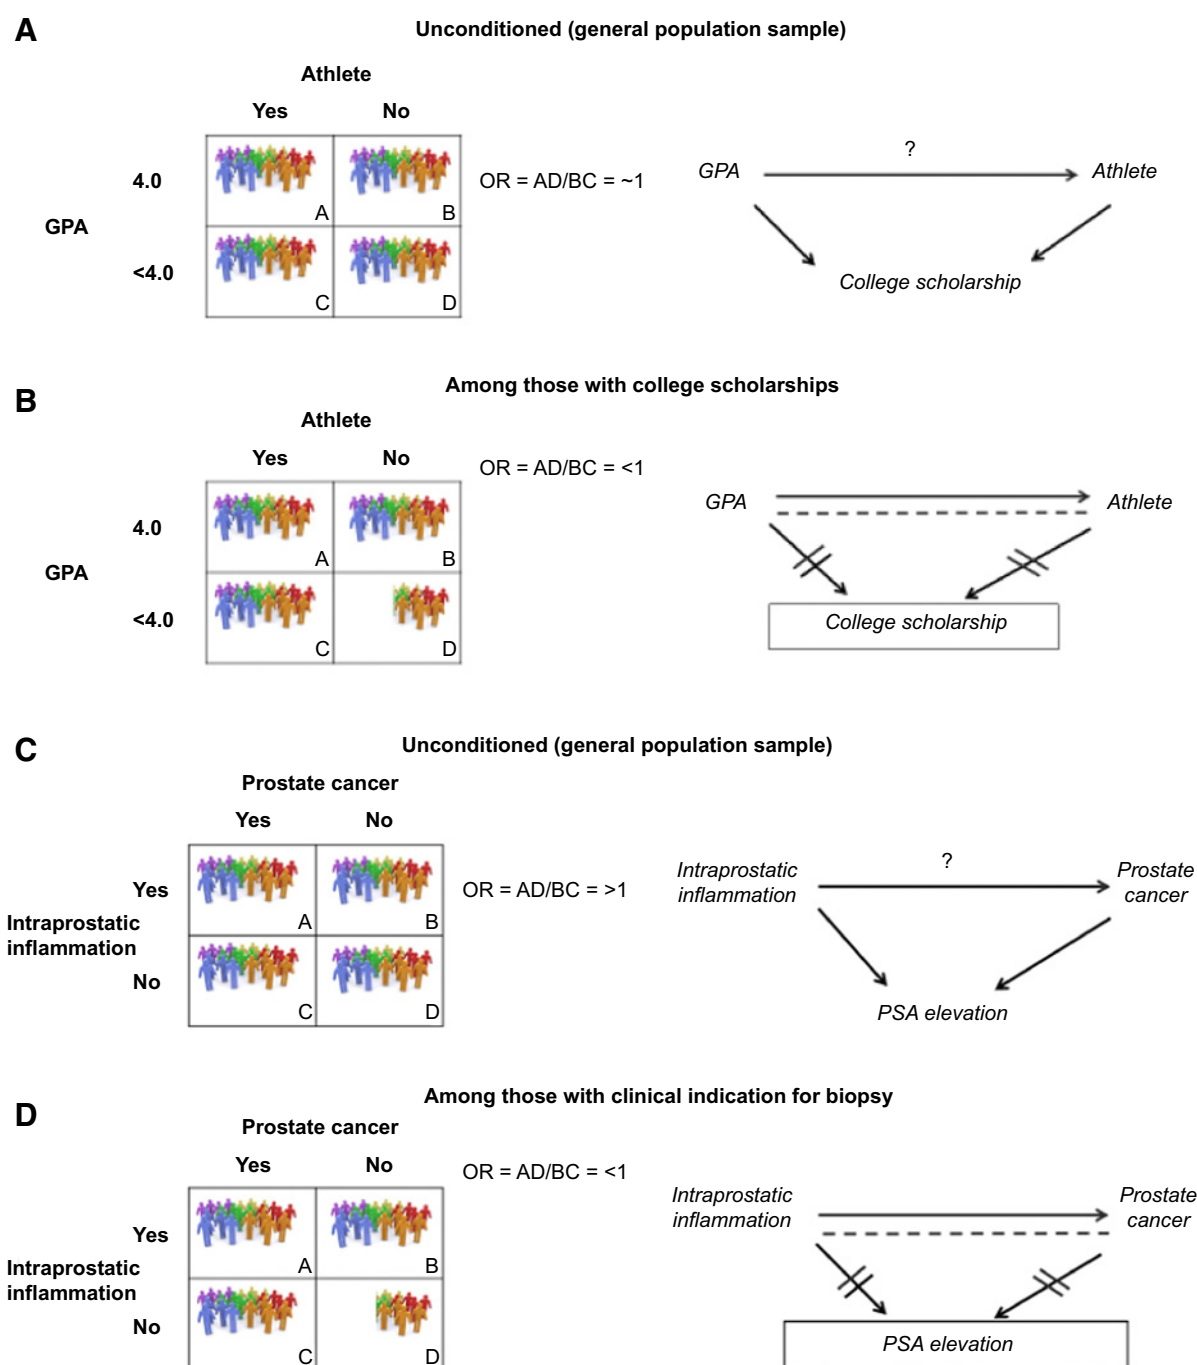 A
Unconditioned (general population sample)
Athlete
Yes No
4.0
GPA
<4.0
A B
C D
OR = AD/BC = ~1
?
GPA Athlete
College scholarship
B
Among those with college scholarships
Athlete
Yes No
4.0
GPA
<4.0
A B
C D
OR = AD/BC = <1
GPA Athlete
College scholarship
C
Unconditioned (general population sample)
Prostate cancer
Yes No
Yes
Intraprostatic
inflammation
No
A B
C D
OR = AD/BC = >1
?
Intraprostatic
inflammation
Prostate
cancer
PSA elevation
D
Among those with clinical indication for biopsy
Prostate cancer
Yes No
Yes
Intraprostatic
inflammation
No
A B
C D
OR = AD/BC = <1
Intraprostatic
inflammation
Prostate
cancer
PSA elevation